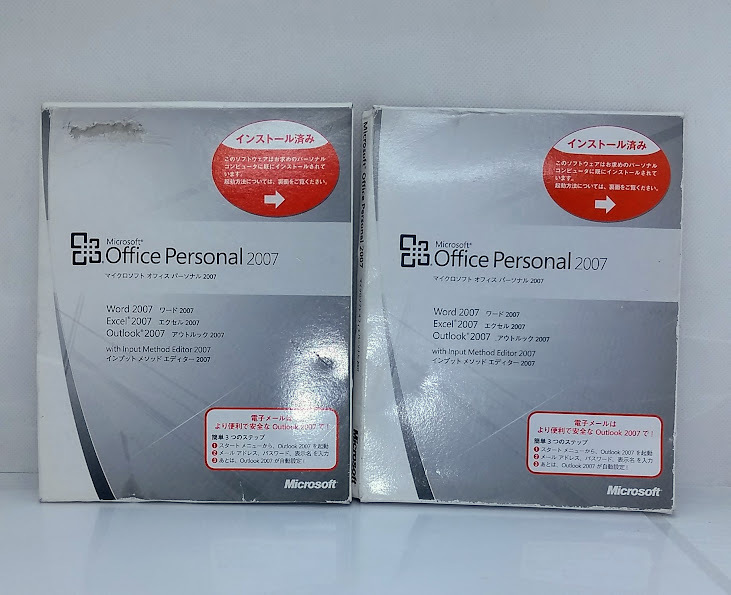 インストール済み
このソフトウェアはお求めのパーソナル
コンピュータに既にインストールされて
います。
起動方法については、裏面をご覧ください。
Microsoft®
Office Personal 2007
マイクロソフト オフィス パーソナル 2007
Word 2007 ワード 2007
Excel®2007 エクセル 2007
Outlook®2007 アウトルック 2007
with Input Method Editor 2007
インプット メソッド エディター 2007
電子メールは
より便利で安全な Outlook 2007 で!
簡単 3 つのステップ
1 スタート メニューから、Outlook 2007 を起動
2 メール アドレス、パスワード、表示名 を入力
3 あとは、Outlook 2007 が自動設定!
Microsoft
Microsoft® Office Personal 2007
Microsoft
インストール済み
このソフトウェアはお求めのパーソナル
コンピュータに既にインストールされて
います。
起動方法については、裏面をご覧ください。
Microsoft®
Office Personal 2007
マイクロソフト オフィス パーソナル 2007
Word 2007 ワード 2007
Excel®2007 エクセル 2007
Outlook®2007 アウトルック 2007
with Input Method Editor 2007
インプット メソッド エディター 2007
電子メールは
より便利で安全な Outlook 2007 で!
簡単 3 つのステップ
1 スタート メニューから、Outlook 2007 を起動
2 メール アドレス、パスワード、表示名 を入力
3 あとは、Outlook 2007 が自動設定!
Microsoft